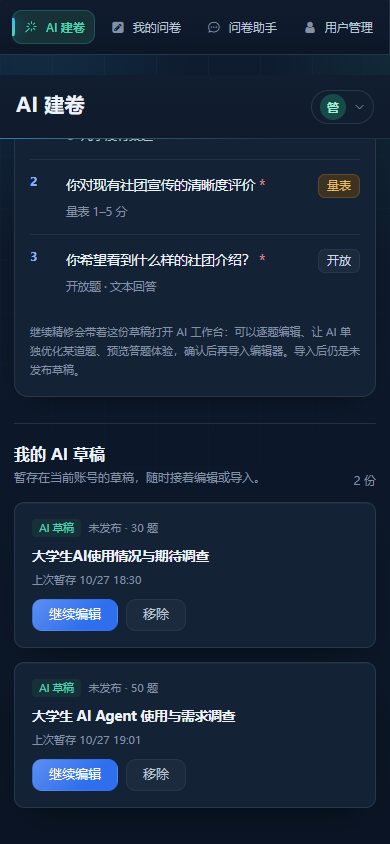 AI 建卷
我的问卷
问卷助手
用户管理
AI 建卷
管
2
你对现有社团宣传的清晰度评价 *
量表
量表 1–5 分
3
你希望看到什么样的社团介绍？ *
开放
开放题 · 文本回答
继续精修会带着这份草稿打开 AI 工作台：可以逐题编辑、让 AI 单
独优化某道题、预览答题体验，确认后再导入编辑器。导入后仍是未
发布草稿。
我的 AI 草稿
暂存在当前账号的草稿，随时接着编辑或导入。
2 份
AI 草稿
未发布 · 30 题
大学生AI使用情况与期待调查
上次暂存 10/27 18:30
继续编辑
移除
AI 草稿
未发布 · 50 题
大学生 AI Agent 使用与需求调查
上次暂存 10/27 19:01
继续编辑
移除